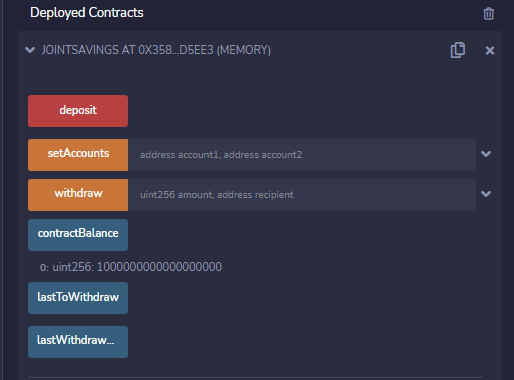 Deployed Contracts
JOINTSAVINGS AT 0X358...D5EE3 (MEMORY)
deposit
setAccounts address account1, address account2
withdraw uint256 amount, address recipient
contractBalance
0: uint256: 1000000000000000000
lastToWithdraw
lastWithdraw...